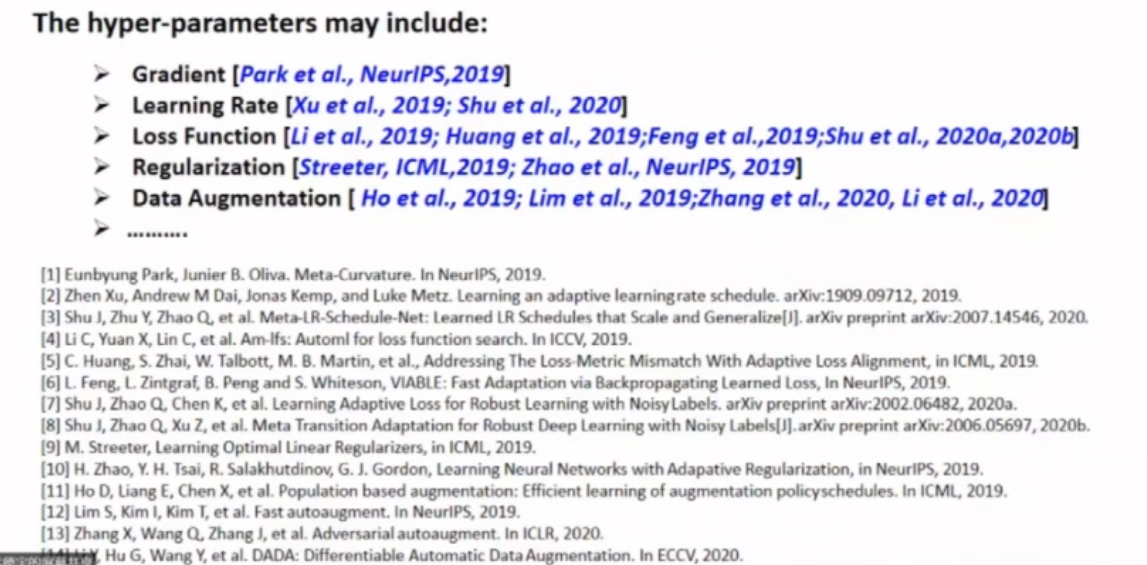 The hyper-parameters may include:
➢ Gradient [Park et al., NeurIPS,2019]
➢ Learning Rate [Xu et al., 2019; Shu et al., 2020]
➢ Loss Function [Li et al., 2019; Huang et al., 2019;Feng et al.,2019;Shu et al., 2020a,2020b]
➢ Regularization [Streeter, ICML,2019; Zhao et al., NeurIPS, 2019]
➢ Data Augmentation [ Ho et al., 2019; Lim et al., 2019;Zhang et al., 2020, Li et al., 2020]
➢ ..........
[1] Eunbyung Park, Junier B. Oliva. Meta-Curvature. In NeurIPS, 2019.
[2] Zhen Xu, Andrew M Dai, Jonas Kemp, and Luke Metz. Learning an adaptive learningrate schedule. arXiv:1909.09712, 2019.
[3] Shu J, Zhu Y, Zhao Q, et al. Meta-LR-Schedule-Net: Learned LR Schedules that Scale and Generalize[J]. arXiv preprint arXiv:2007.14546, 2020.
[4] Li C, Yuan X, Lin C, et al. Am-lfs: Automl for loss function search. In ICCV, 2019.
[5] C. Huang, S. Zhai, W. Talbott, M. B. Martin, et al., Addressing The Loss-Metric Mismatch With Adaptive Loss Alignment, in ICML, 2019.
[6] L. Feng, L. Zintgraf, B. Peng and S. Whiteson, VIABLE: Fast Adaptation via Backpropagating Learned Loss, In NeurIPS, 2019.
[7] Shu J, Zhao Q, Chen K, et al. Learning Adaptive Loss for Robust Learning with NoisyLabels. arXiv preprint arXiv:2002.06482, 2020a.
[8] Shu J, Zhao Q, Xu Z, et al. Meta Transition Adaptation for Robust Deep Learning with Noisy Labels[J].arXiv preprint arXiv:2006.05697, 2020b.
[9] M. Streeter, Learning Optimal Linear Regularizers, in ICML, 2019.
[10] H. Zhao, Y. H. Tsai, R. Salakhutdinov, G. J. Gordon, Learning Neural Networks with Adapative Regularization, in NeurIPS, 2019.
[11] Ho D, Liang E, Chen X, et al. Population based augmentation: Efficient learning of augmentation policyschedules. In ICML, 2019.
[12] Lim S, Kim I, Kim T, et al. Fast autoaugment. In NeurIPS, 2019.
[13] Zhang X, Wang Q, Zhang J, et al. Adversarial autoaugment. In ICLR, 2020.
Hu G, Wang Y, et al. DADA: Differentiable Automatic Data Augmentation. In ECCV, 2020.